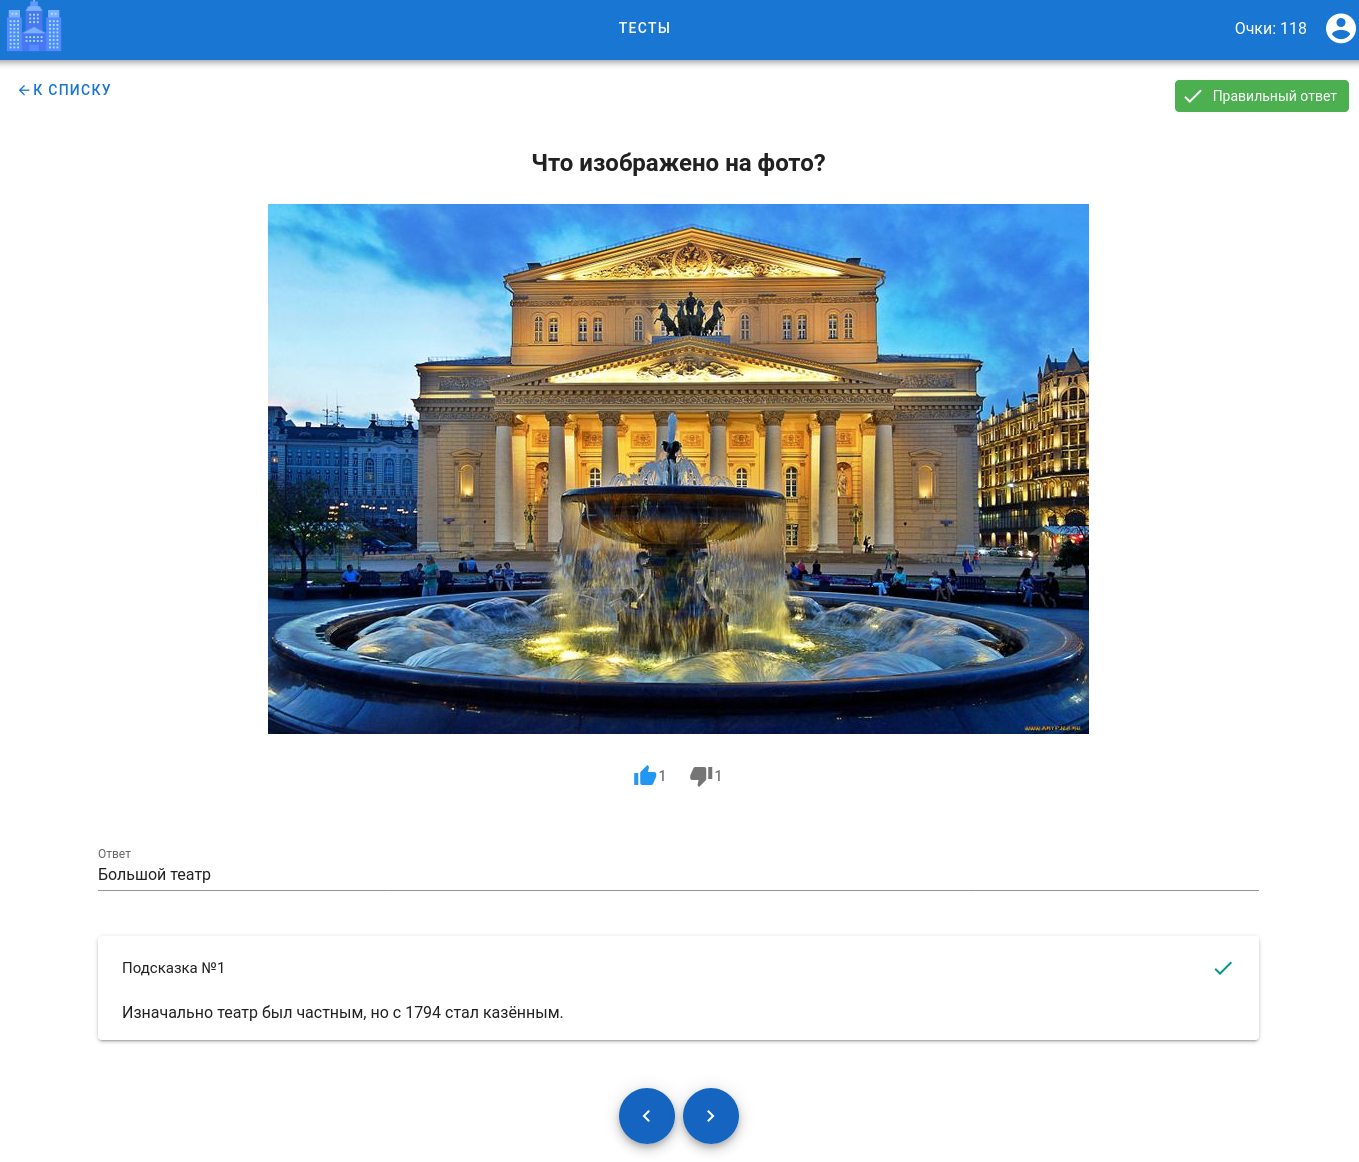 ТЕСТЫ
Очки: 118
К СПИСКУ
Правильный ответ
Что изображено на фото?
1
1
Ответ
Большой театр
Подсказка №1
Изначально театр был частным, но с 1794 стал казённым.